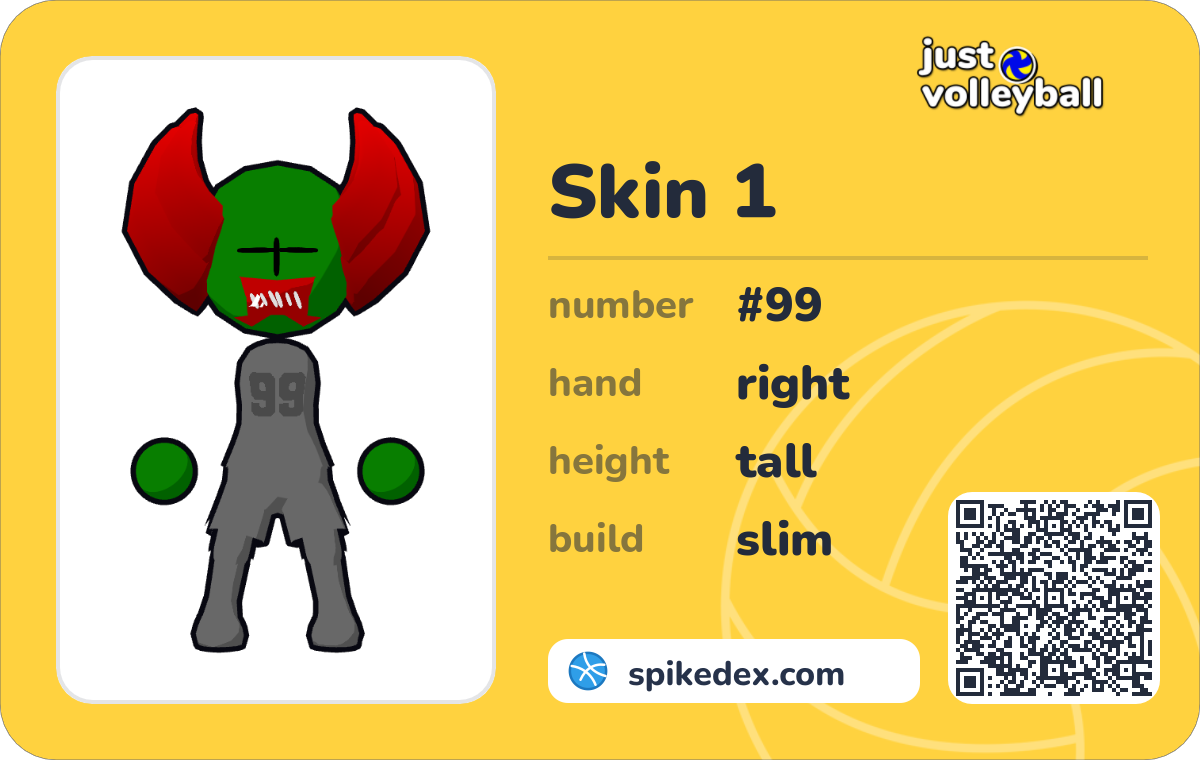 just
volleyball
Skin 1
number #99
hand right
height tall
build slim
99
spikedex.com